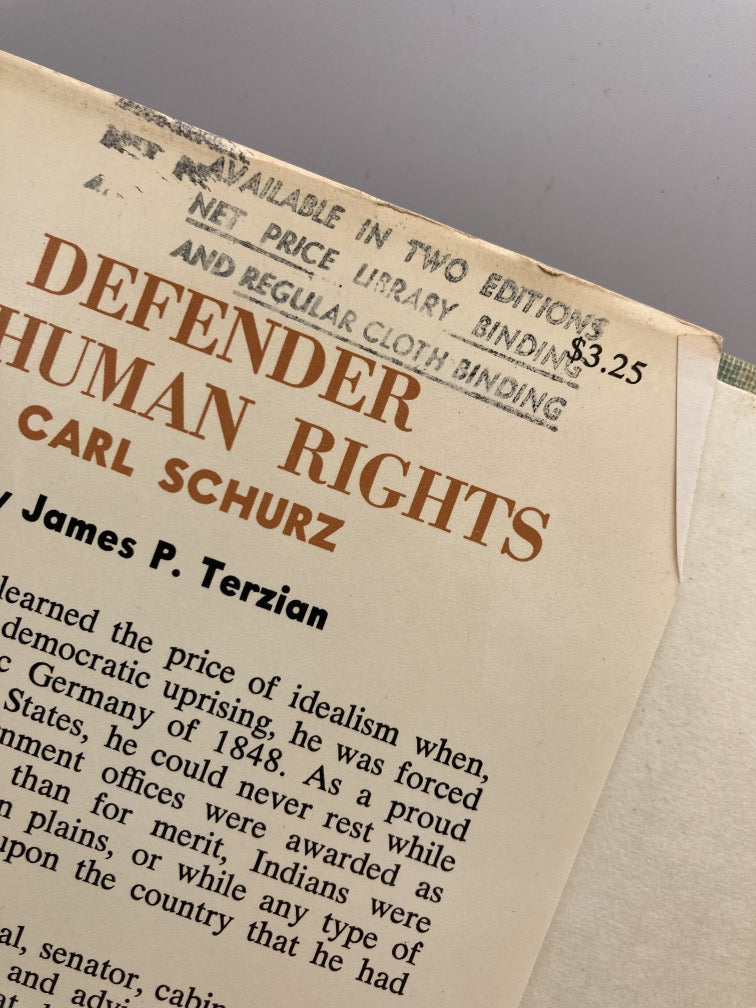 AVAILABLE IN TWO EDITIONS
NET PRICE LIBRARY BINDING
AND REGULAR CLOTH BINDING
$3.25
DEFENDER
HUMAN RIGHTS
CARL SCHURZ
James P. Terzian
learned the price of idealism when,
democratic uprising, he was forced
Germany of 1848. As a proud
States, he could never rest while
offices were awarded as
than for merit, Indians were
plains, or while any type of
upon the country that he had
senator,
and